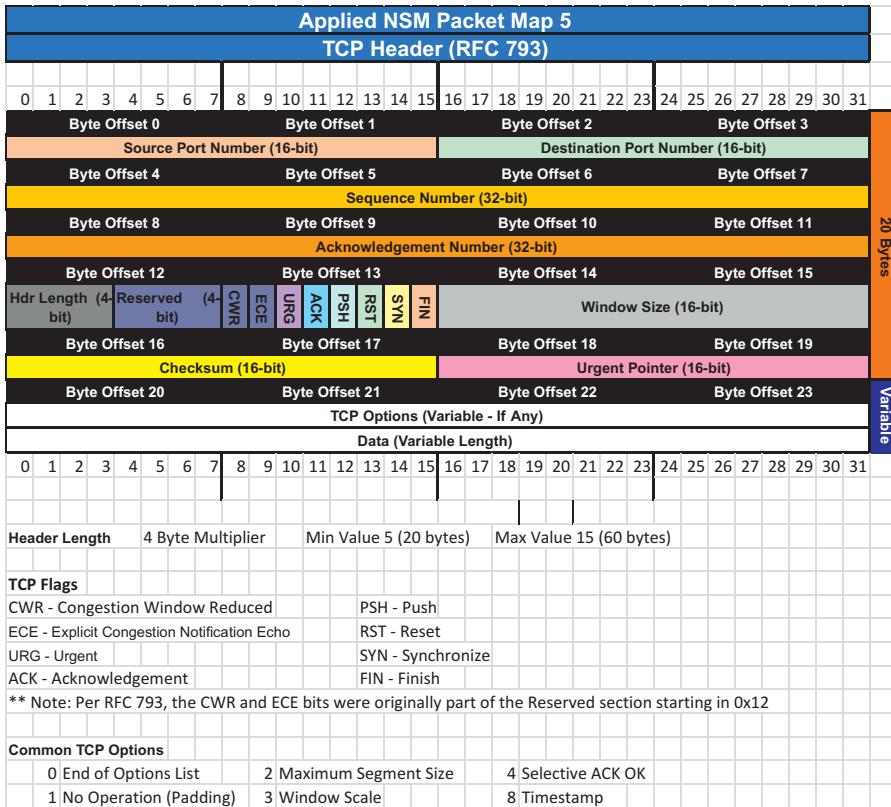 Applied NSM Packet Map 5
TCP Header (RFC 793)
0 1 2 3 4 5 6 7 8 9 10 11 12 13 14 15 16 17 18 19 20 21 22 23 24 25 26 27 28 29 30 31
Byte Offset 0 Byte Offset 1 Byte Offset 2 Byte Offset 3
Source Port Number (16-bit) Destination Port Number (16-bit)
Byte Offset 4 Byte Offset 5 Byte Offset 6 Byte Offset 7
Sequence Number (32-bit)
Byte Offset 8 Byte Offset 9 Byte Offset 10 Byte Offset 11
Acknowledgement Number (32-bit)
20 Bytes
Byte Offset 12 Byte Offset 13 Byte Offset 14 Byte Offset 15
Hdr Length (4-bit) Reserved (4-bit) CWR ECE URG ACK PSH RST SYN FIN Window Size (16-bit)
Byte Offset 16 Byte Offset 17 Byte Offset 18 Byte Offset 19
Checksum (16-bit) Urgent Pointer (16-bit)
Byte Offset 20 Byte Offset 21 Byte Offset 22 Byte Offset 23
Variable
TCP Options (Variable - If Any)
Data (Variable Length)
0 1 2 3 4 5 6 7 8 9 10 11 12 13 14 15 16 17 18 19 20 21 22 23 24 25 26 27 28 29 30 31
Header Length 4 Byte Multiplier Min Value 5 (20 bytes) Max Value 15 (60 bytes)
TCP Flags
CWR - Congestion Window Reduced PSH - Push
ECE - Explicit Congestion Notification Echo RST - Reset
URG - Urgent SYN - Synchronize
ACK - Acknowledgement FIN - Finish
** Note: Per RFC 793, the CWR and ECE bits were originally part of the Reserved section starting in 0x12
Common TCP Options
0 End of Options List 2 Maximum Segment Size 4 Selective ACK OK
1 No Operation (Padding) 3 Window Scale 8 Timestamp